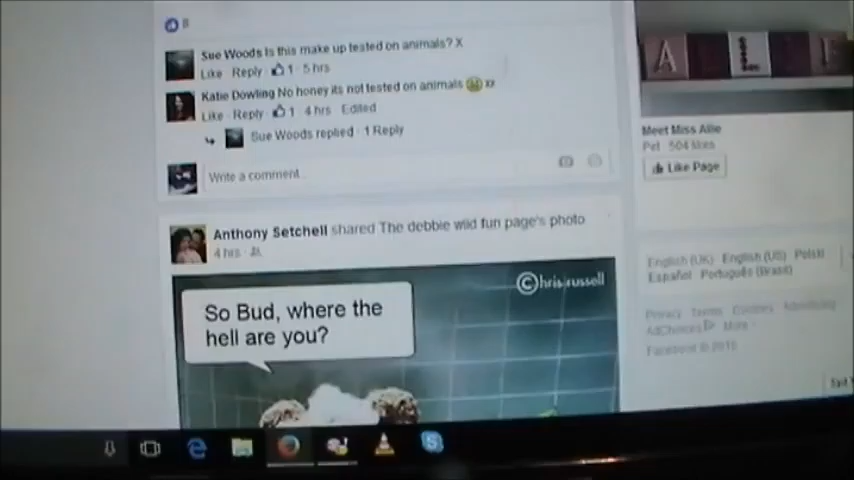 8
Sue Woods Is this make up tested on animals? X
Like · Reply · 1 · 5 hrs
Katie Dowling No honey its not tested on animals xx
Like · Reply · 1 · 4 hrs · Edited
Sue Woods replied · 1 Reply
Write a comment...
Anthony Setchell shared The debbie wild fun page's photo
4 hrs ·
©hrisrussell
So Bud, where the
hell are you?
Meet Miss Allie
Pet · 504 likes
Like Page
English (UK) · English (US) · Polski
Español · Português (Brasil)
Privacy · Terms · Cookies · Advertising
AdChoices · More
Facebook © 2015